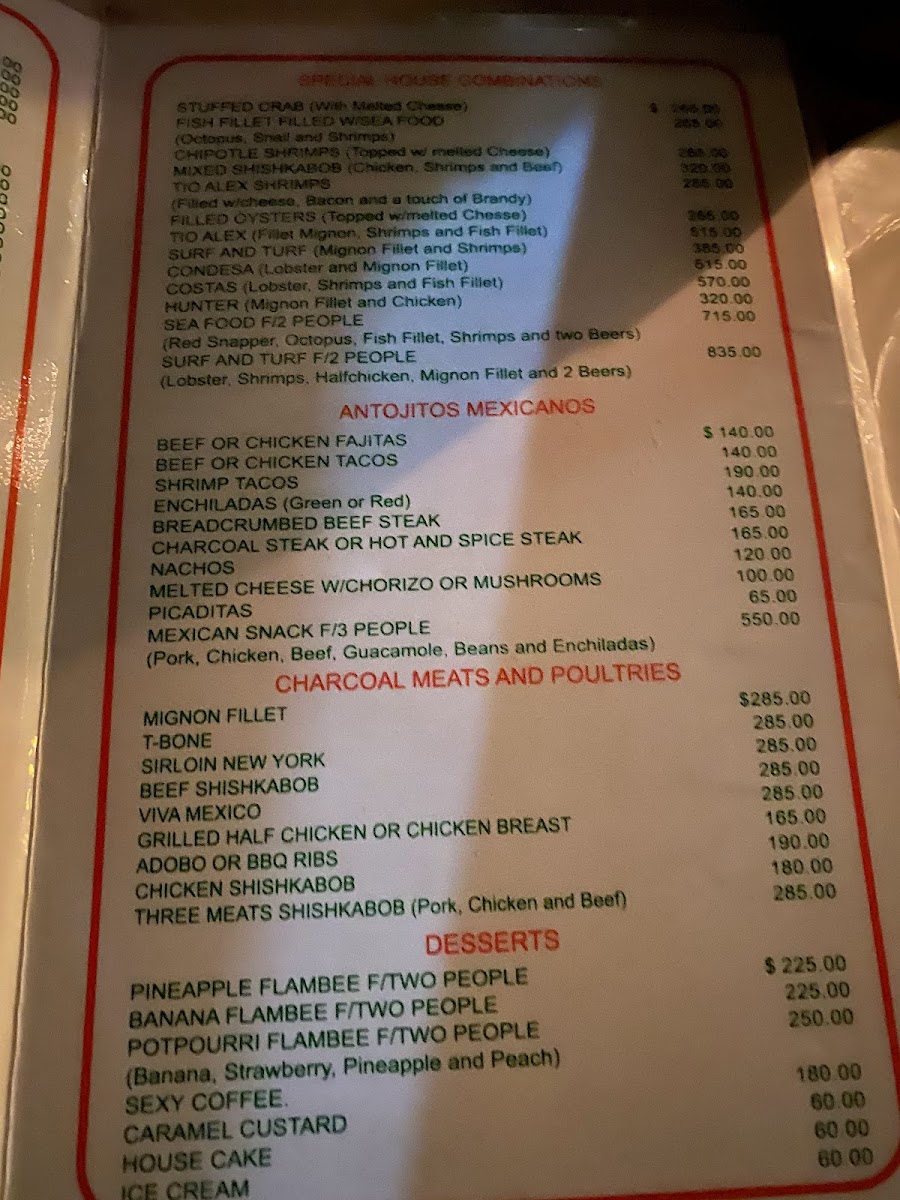 SPECIAL HOUSE COMBINATIONS
STUFFED CRAB (With Melted Cheese) $ 265.00
FISH FILLET FILLED W/SEA FOOD 265.00
(Octopus, Snail and Shrimps)
CHIPOTLE SHRIMPS (Topped w/ melted Cheese) 285.00
MIXED SHISHKABOB (Chicken, Shrimps and Beef) 320.00
TIO ALEX SHRIMPS 285.00
(Filled w/cheese, Bacon and a touch of Brandy)
FILLED OYSTERS (Topped w/melted Chesse) 265.00
TIO ALEX (Fillet Mignon, Shrimps and Fish Fillet) 515.00
SURF AND TURF (Mignon Fillet and Shrimps) 385.00
CONDESA (Lobster and Mignon Fillet) 515.00
COSTAS (Lobster, Shrimps and Fish Fillet) 570.00
HUNTER (Mignon Fillet and Chicken) 320.00
SEA FOOD F/2 PEOPLE 715.00
(Red Snapper, Octopus, Fish Fillet, Shrimps and two Beers)
SURF AND TURF F/2 PEOPLE 835.00
(Lobster, Shrimps, Halfchicken, Mignon Fillet and 2 Beers)
ANTOJITOS MEXICANOS
BEEF OR CHICKEN FAJITAS $ 140.00
BEEF OR CHICKEN TACOS 140.00
SHRIMP TACOS 190.00
ENCHILADAS (Green or Red) 140.00
BREADCRUMBED BEEF STEAK 165.00
CHARCOAL STEAK OR HOT AND SPICE STEAK 165.00
NACHOS 120.00
MELTED CHEESE W/CHORIZO OR MUSHROOMS 100.00
PICADITAS 65.00
MEXICAN SNACK F/3 PEOPLE 550.00
(Pork, Chicken, Beef, Guacamole, Beans and Enchiladas)
CHARCOAL MEATS AND POULTRIES
MIGNON FILLET $285.00
T-BONE 285.00
SIRLOIN NEW YORK 285.00
BEEF SHISHKABOB 285.00
VIVA MEXICO 285.00
GRILLED HALF CHICKEN OR CHICKEN BREAST 165.00
ADOBO OR BBQ RIBS 190.00
CHICKEN SHISHKABOB 180.00
THREE MEATS SHISHKABOB (Pork, Chicken and Beef) 285.00
DESSERTS
PINEAPPLE FLAMBEE F/TWO PEOPLE $ 225.00
BANANA FLAMBEE F/TWO PEOPLE 225.00
POTPOURRI FLAMBEE F/TWO PEOPLE 250.00
(Banana, Strawberry, Pineapple and Peach)
SEXY COFFEE. 180.00
CARAMEL CUSTARD 60.00
HOUSE CAKE 60.00
ICE CREAM 60.00